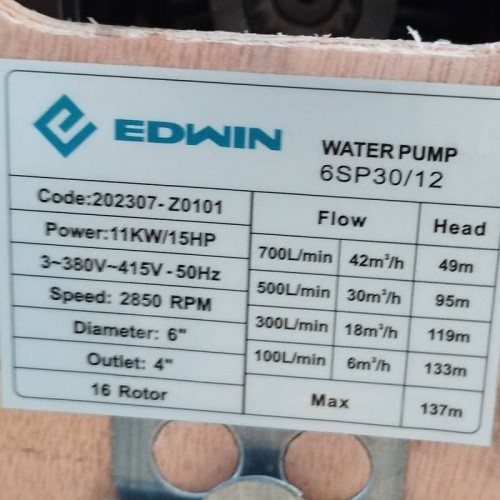 EDWIN
WATER PUMP
6SP30/12
Code:202307-Z0101
Power:11KW/15HP
3~380V~415V-50Hz
Speed: 2850 RPM
Diameter: 6"
Outlet: 4"
16 Rotor
Flow Head
700L/min 42m³/h 49m
500L/min 30m³/h 95m
300L/min 18m³/h 119m
100L/min 6m³/h 133m
Max 137m